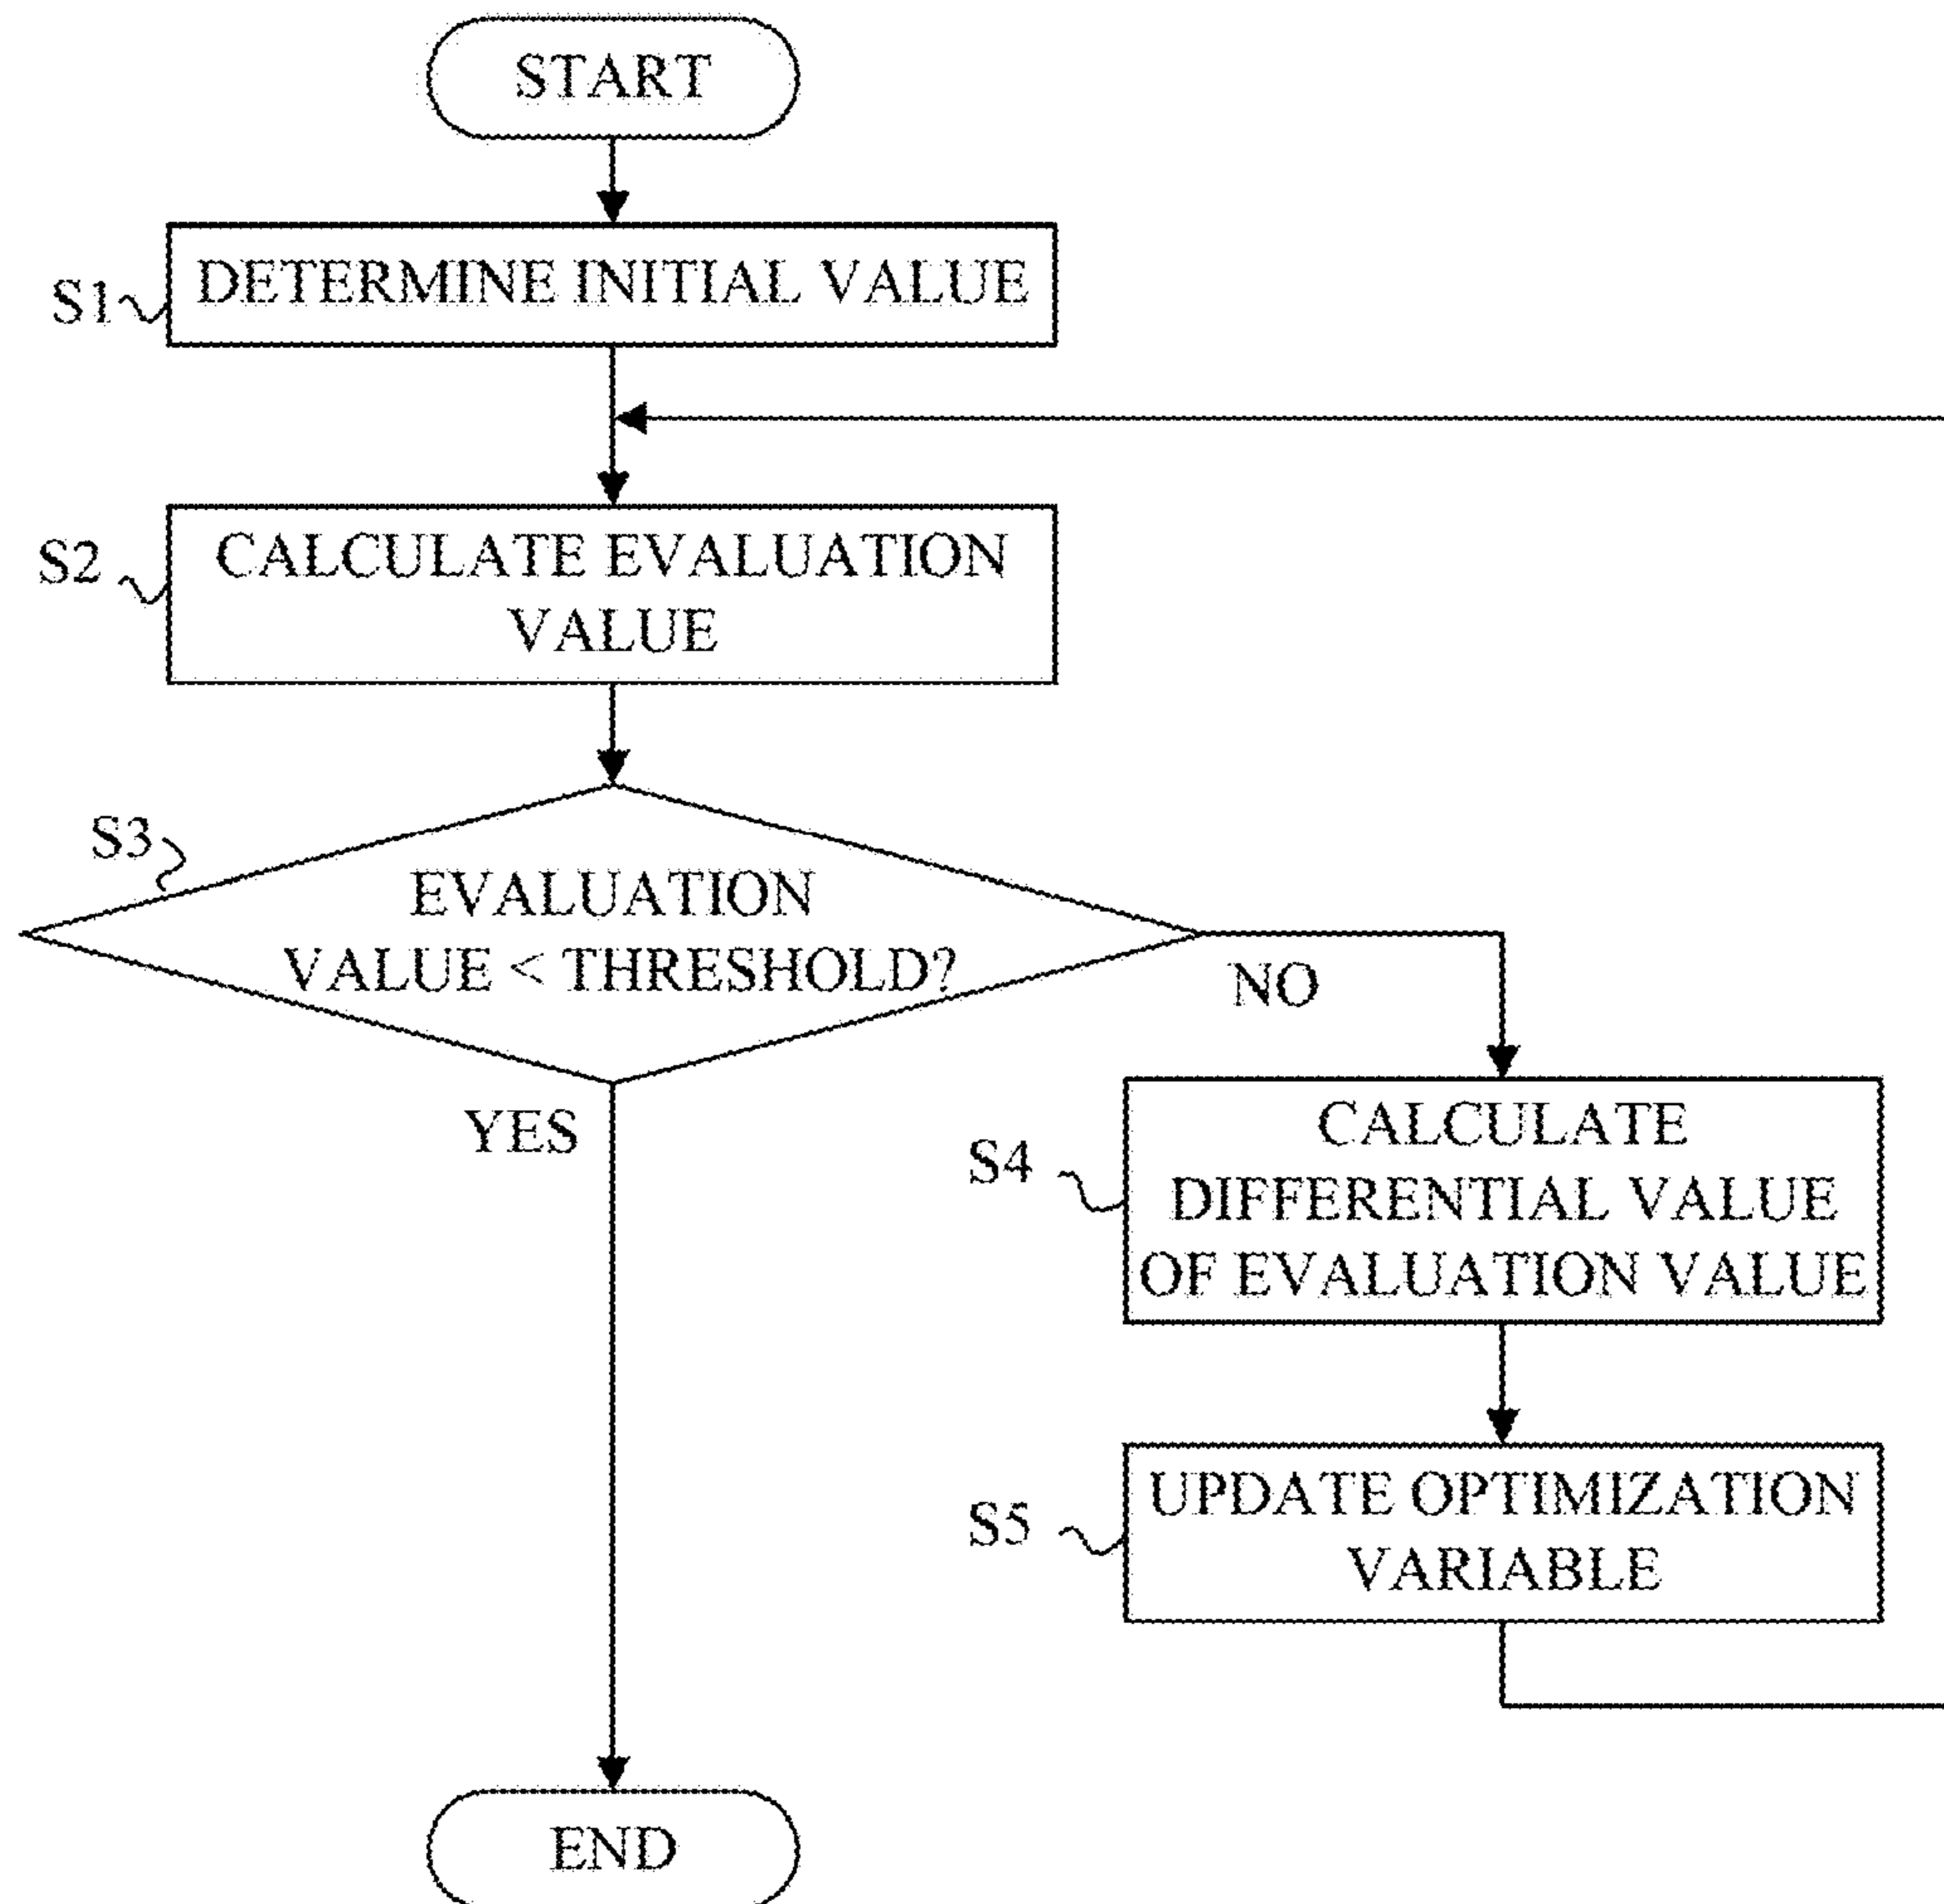 START
S1
DETERMINE INITIAL VALUE
S2
CALCULATE EVALUATION
VALUE
S3
EVALUATION
VALUE < THRESHOLD?
NO
YES
S4
CALCULATE
DIFFERENTIAL VALUE
OF EVALUATION VALUE
S5
UPDATE OPTIMIZATION
VARIABLE
END